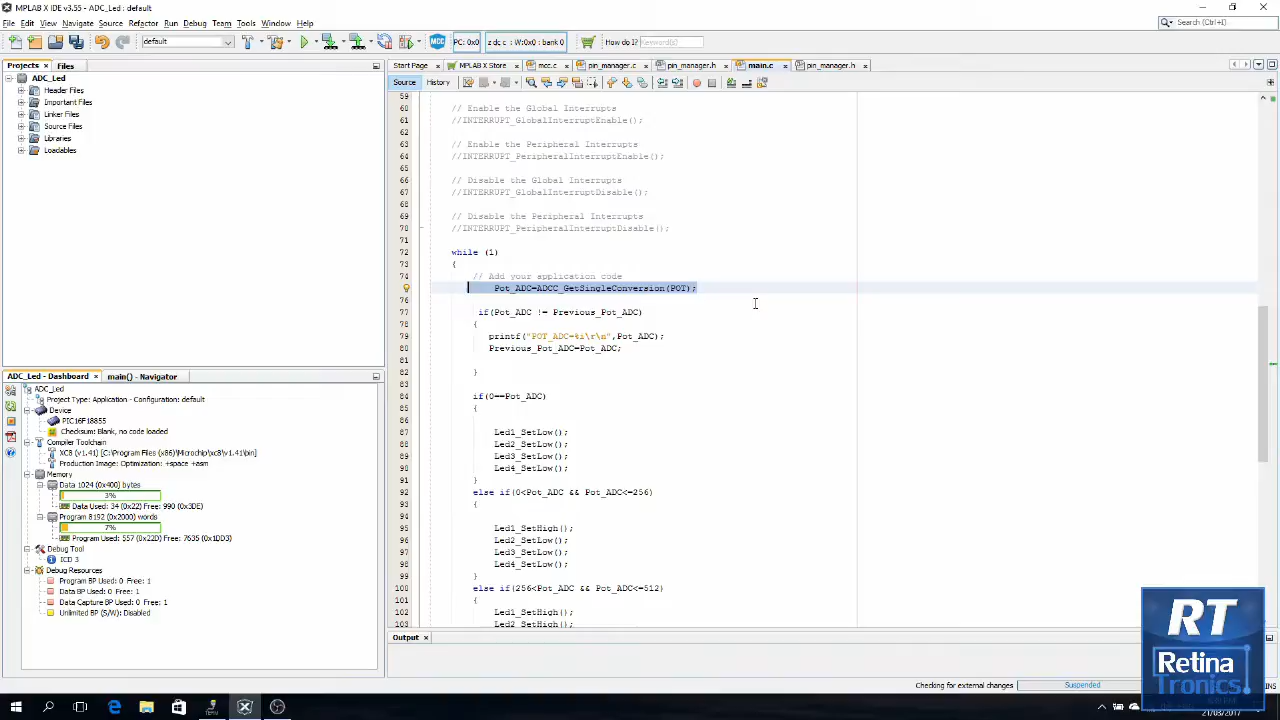 MPLAB X IDE v3.55 - ADC_Led : default
File Edit View Navigate Source Refactor Run Debug Team Tools Window Help
Search (Ctrl+I)
default
PC: 0x0
z dc c : W:0x0 : bank 0
How do i?
Keyword(s)
Projects x Files
Start Page MPLAB X Store mcc.c pin_manager.c pin_manager.h main.c pin_manager.h
Source History
ADC_Led
Header Files
Important Files
Linker Files
Source Files
Libraries
Loadables
59
60 // Enable the Global Interrupts
61 //INTERRUPT_GlobalInterruptEnable();
62
63 // Enable the Peripheral Interrupts
64 //INTERRUPT_PeripheralInterruptEnable();
65
66 // Disable the Global Interrupts
67 //INTERRUPT_GlobalInterruptDisable();
68
69 // Disable the Peripheral Interrupts
70 //INTERRUPT_PeripheralInterruptDisable();
71
72 while (1)
73 {
74 // Add your application code
Pot_ADC=ADCC_GetSingleConversion(POT);
76
77 if(Pot_ADC != Previous_Pot_ADC)
78 {
79 printf("POT_ADC=%i\r\n",Pot_ADC);
80 Previous_Pot_ADC=Pot_ADC;
81
82 }
83
84 if(0==Pot_ADC)
85 {
86
87 Led1_SetLow();
88 Led2_SetLow();
89 Led3_SetLow();
90 Led4_SetLow();
91 }
92 else if(0<Pot_ADC && Pot_ADC<=256)
93 {
94
95 Led1_SetHigh();
96 Led2_SetLow();
97 Led3_SetLow();
98 Led4_SetLow();
99 }
100 else if(256<Pot_ADC && Pot_ADC<=512)
101 {
102 Led1_SetHigh();
103 Led2_SetHigh();
ADC_Led - Dashboard x main() - Navigator
ADC_Led
Project Type: Application - Configuration: default
Device
PIC16F18855
Checksum: Blank, no code loaded
Compiler Toolchain
XC8 (v1.41) [C:\Program Files (x86)\Microchip\xc8\v1.41\bin]
Production Image: Optimization: +space +asm
Memory
Data 1024 (0x400) bytes
3%
Data Used: 34 (0x22) Free: 990 (0x3DE)
Program 8192 (0x2000) words
7%
Program Used: 557 (0x22D) Free: 7635 (0x1DD3)
Debug Tool
ICD 3
Debug Resources
Program BP Used: 0 Free: 1
Data BP Used: 0 Free: 1
Data Capture BP Used: 0 Free: 1
Unlimited BP (S/W): Disabled
Output x
Checking for external changes
Suspended
INS
RT
Retina
Tronics
21/03/2017